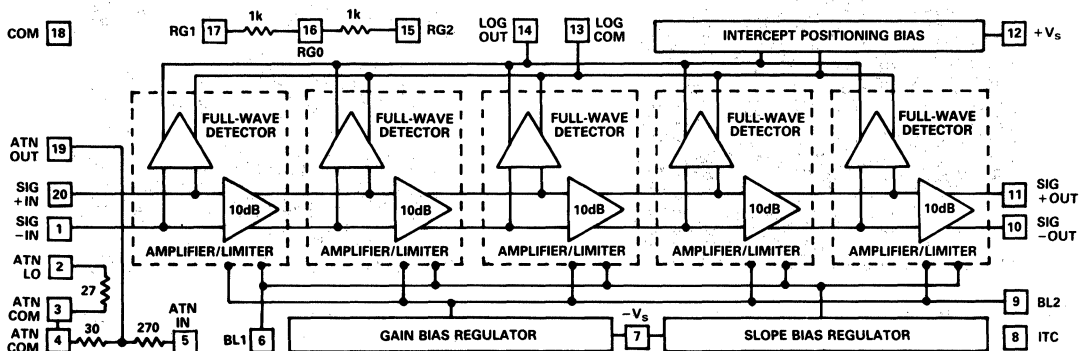 1k 1k
COM 18 RG1 17 16 15 RG2 LOG OUT 14 13 LOG COM INTERCEPT POSITIONING BIAS 12 +VS
RG0
FULL-WAVE DETECTOR FULL-WAVE DETECTOR FULL-WAVE DETECTOR FULL-WAVE DETECTOR FULL-WAVE DETECTOR
ATN OUT 19
SIG +IN 20 11 SIG +OUT
10dB 10dB 10dB 10dB 10dB
SIG -IN 1 10 SIG -OUT
AMPLIFIER/LIMITER AMPLIFIER/LIMITER AMPLIFIER/LIMITER AMPLIFIER/LIMITER AMPLIFIER/LIMITER
ATN LO 2
27
ATN COM 3 9 BL2
ATN COM 4 30 270 ATN IN 5 BL1 6 GAIN BIAS REGULATOR -VS 7 SLOPE BIAS REGULATOR 8 ITC